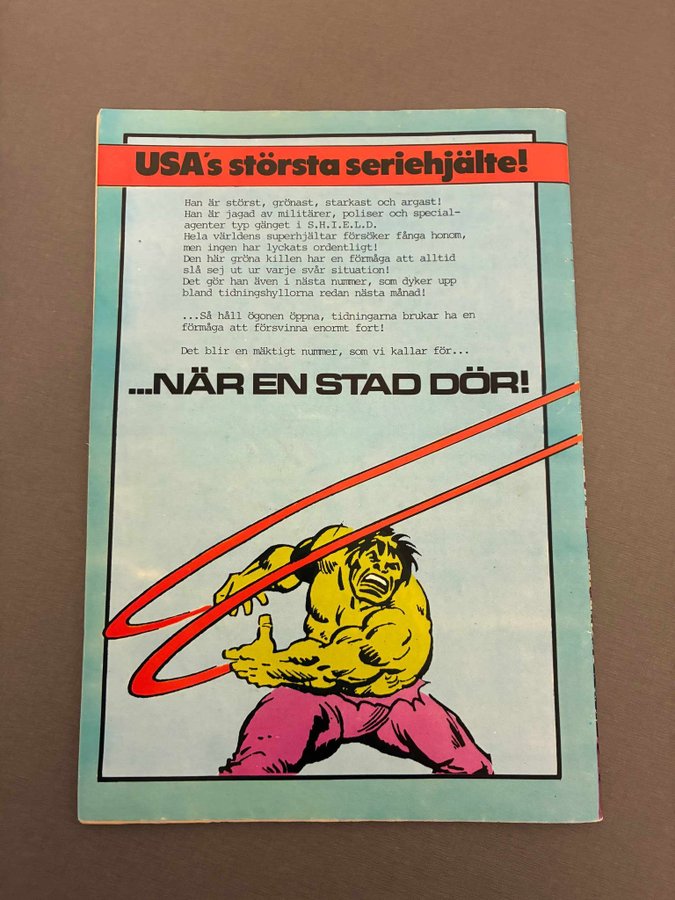 USA's största seriehjälte!
Han är störst, grönast, starkast och argast!
Han är jagad av militärer, poliser och special-
agenter typ gänget i S.H.I.E.L.D.
Hela världens superhjältar försöker fånga honom,
men ingen har lyckats ordentligt!
Den här gröna killen har en förmåga att alltid
slå sej ut ur varje svår situation!
Det gör han även i nästa nummer, som dyker upp
bland tidningshyllorna redan nästa månad!
...Så håll ögonen öppna, tidningarna brukar ha en
förmåga att försvinna enormt fort!
Det blir en mäktigt nummer, som vi kallar för...
...NÄR EN STAD DÖR!